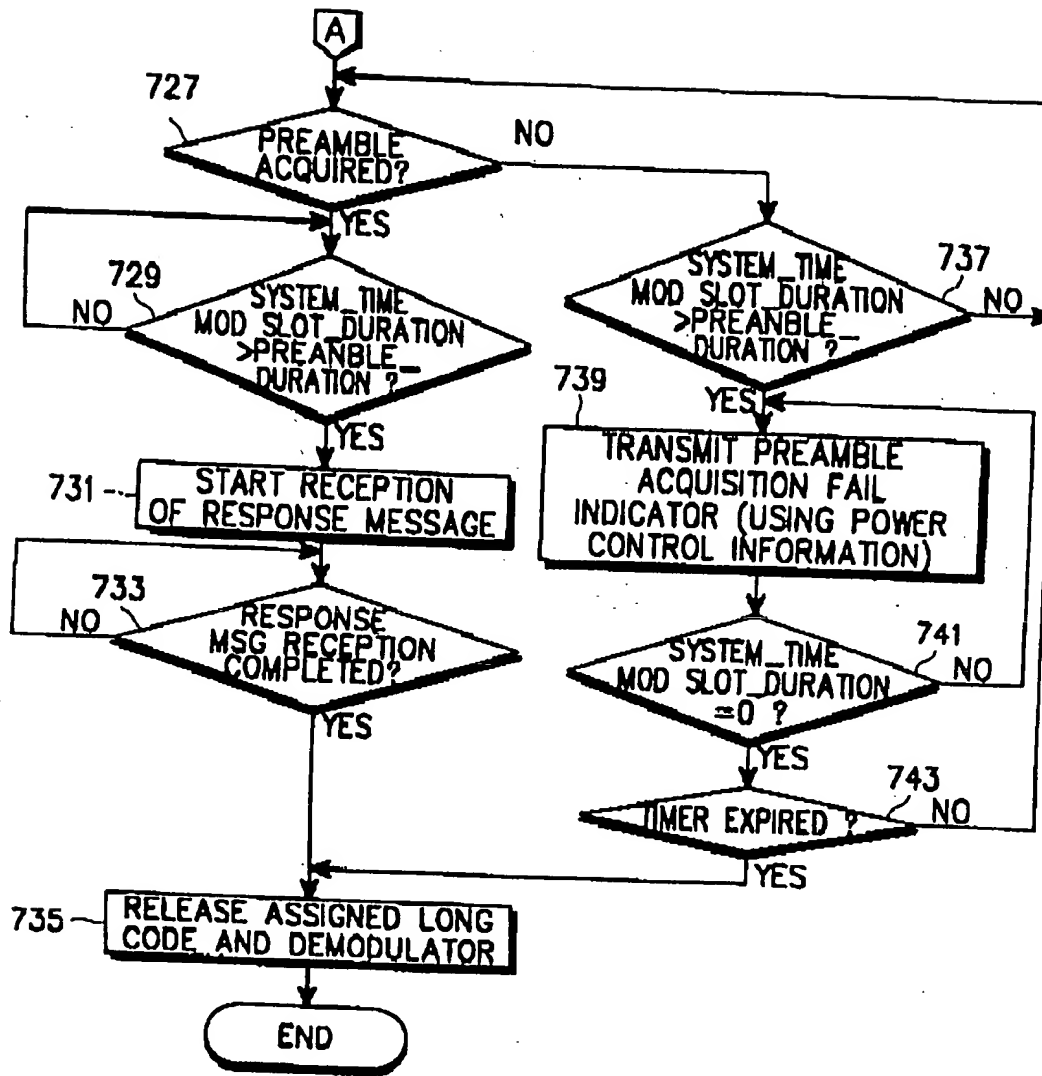 A
727
PREAMBLE
ACQUIRED?
NO
YES
729
SYSTEM_TIME
MOD SLOT_DURATION
>PREANBLE_
DURATION ?
NO
YES
737
SYSTEM_TIME
MOD SLOT_DURATION
>PREANBLE_
DURATION ?
NO
YES
731
START RECEPTION
OF RESPONSE MESSAGE
739
TRANSMIT PREAMBLE
ACQUISITION FAIL
INDICATOR (USING POWER
CONTROL INFORMATION)
733
RESPONSE
MSG RECEPTION
COMPLETED?
NO
YES
741
SYSTEM_TIME
MOD SLOT_DURATION
=0 ?
NO
YES
743
TIMER EXPIRED ?
NO
YES
735
RELEASE ASSIGNED LONG
CODE AND DEMODULATOR
END